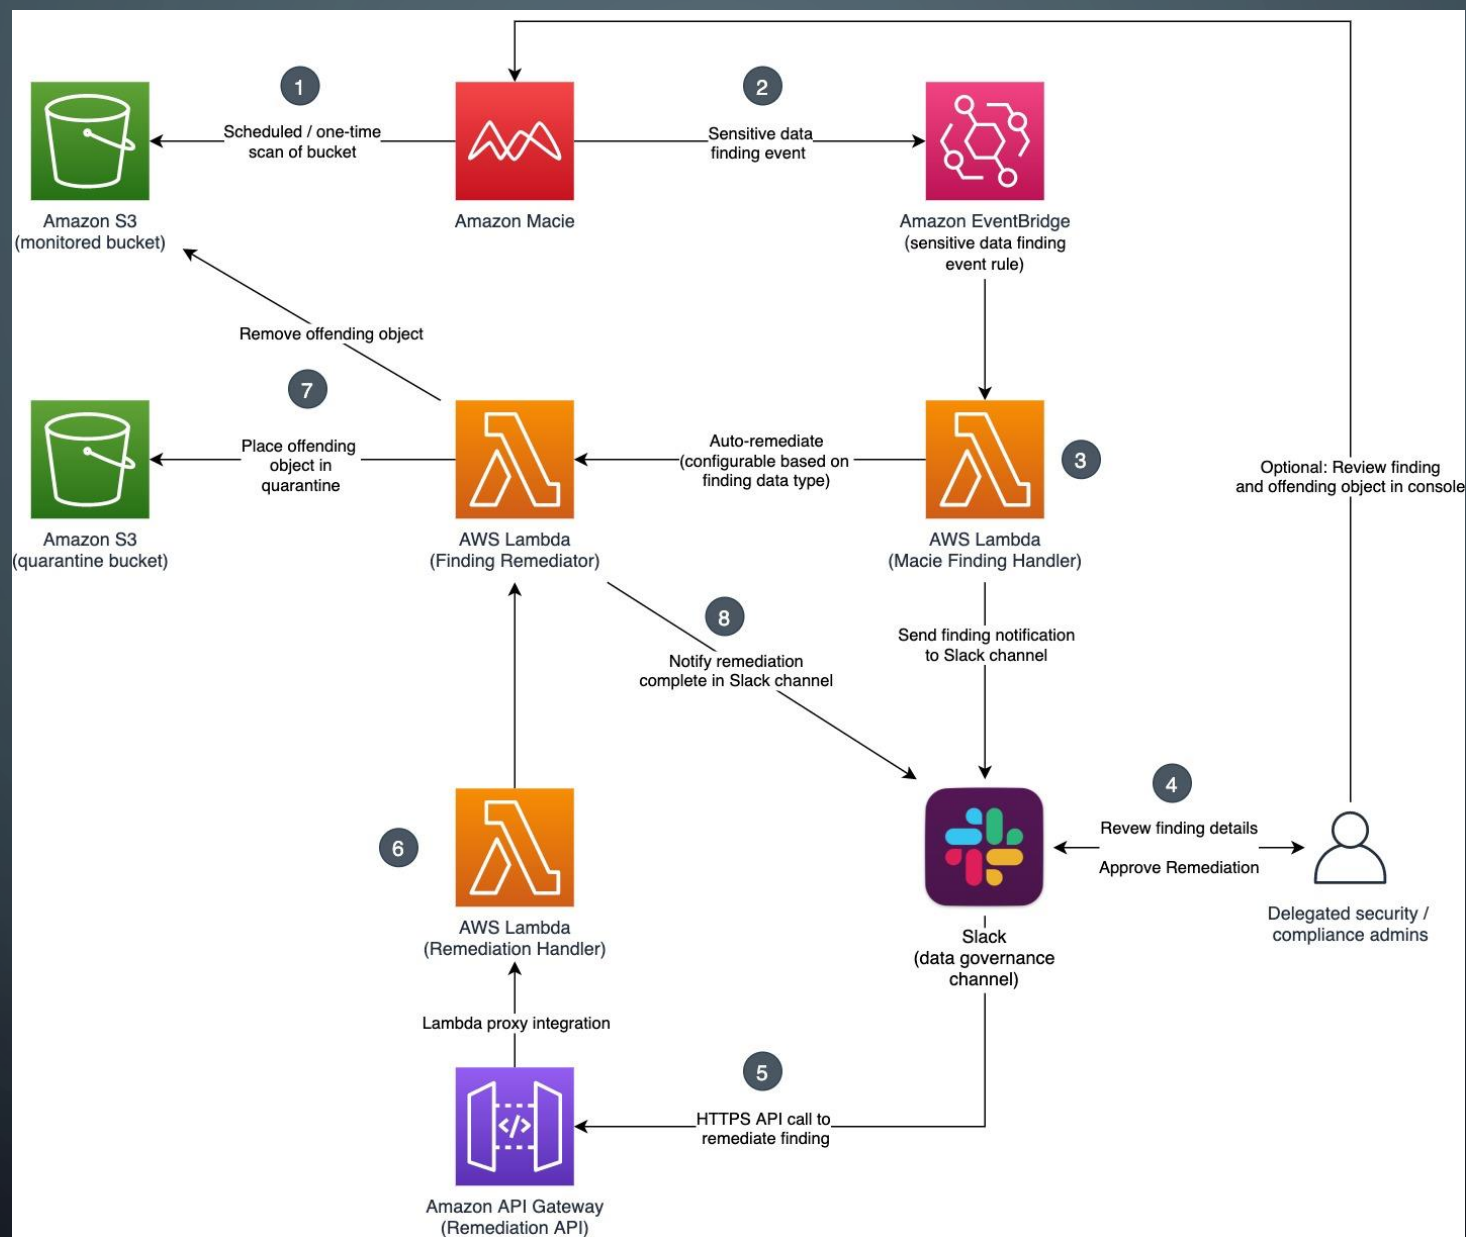 1
Scheduled / one-time
scan of bucket
2
Sensitive data
finding event
Amazon S3
(monitored bucket)
Amazon Macie
Amazon EventBridge
(sensitive data finding
event rule)
Remove offending object
7
Place offending
object in
quarantine
Auto-remediate
(configurable based on
finding data type)
3
Optional: Review finding
and offending object in console
Amazon S3
(quarantine bucket)
AWS Lambda
(Finding Remediator)
AWS Lambda
(Macie Finding Handler)
8
Notify remediation
complete in Slack channel
Send finding notification
to Slack channel
4
Revew finding details
Approve Remediation
6
AWS Lambda
(Remediation Handler)
Slack
(data governance
channel)
Delegated security /
compliance admins
Lambda proxy integration
5
HTTPS API call to
remediate finding
</>
Amazon API Gateway
(Remediation API)